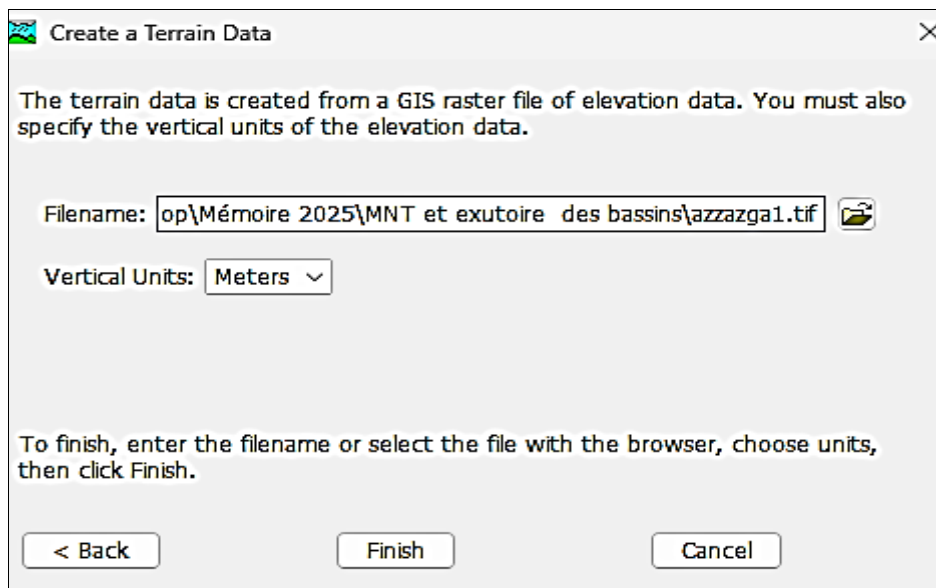 Create a Terrain Data
The terrain data is created from a GIS raster file of elevation data. You must also
specify the vertical units of the elevation data.
Filename: op\Mémoire 2025\MNT et exutoire  des bassins\azzazga1.tif
Vertical Units: Meters
To finish, enter the filename or select the file with the browser, choose units,
then click Finish.
< Back Finish Cancel